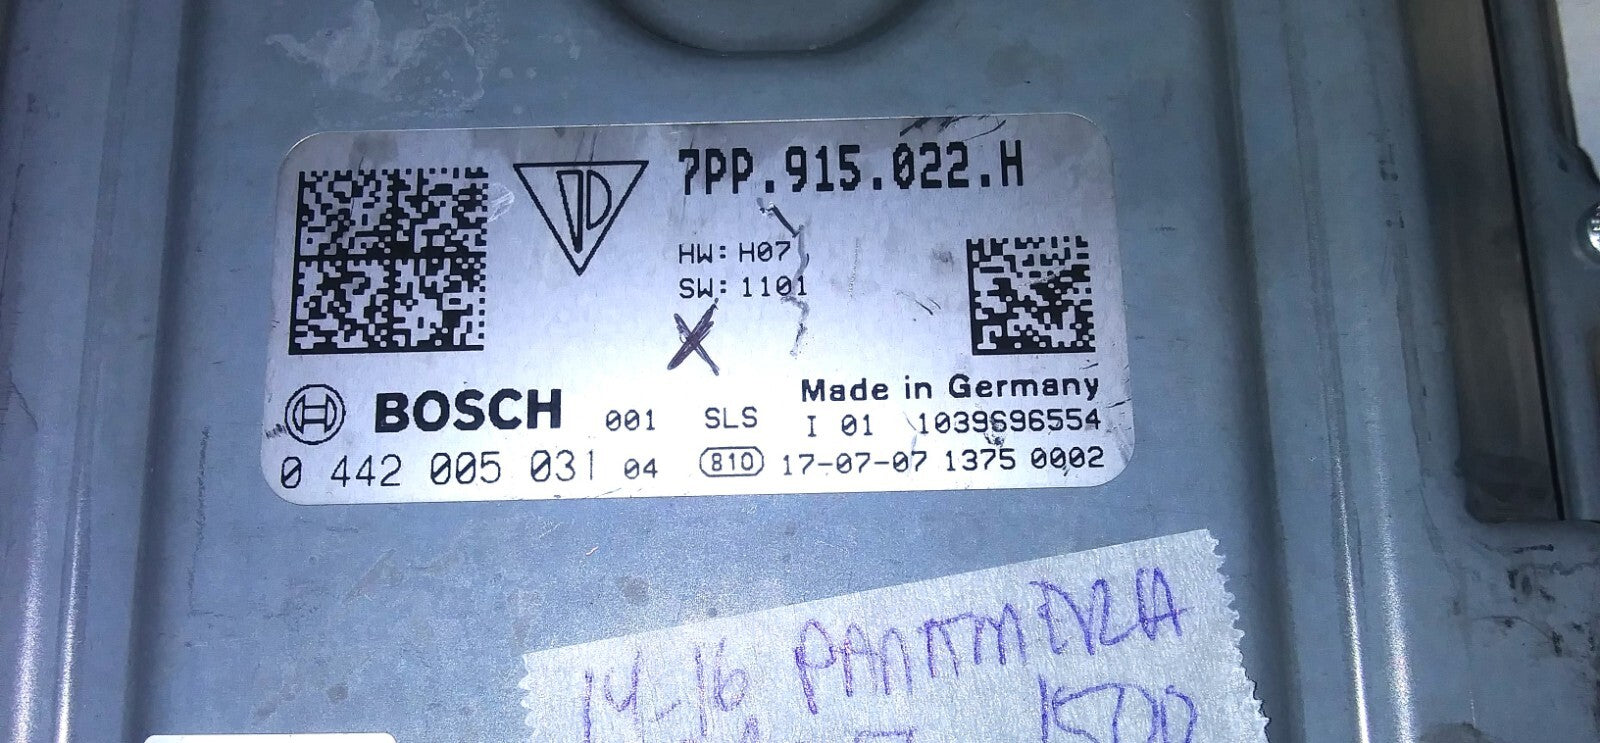 7PP.915.022.H
HW: H07
SW: 1101
X
Made in Germany
BOSCH 001 SLS I 01 1039696554
0 442 005 031 04 810 17-07-07 1375 0002
14-16 PANAMERA
1500